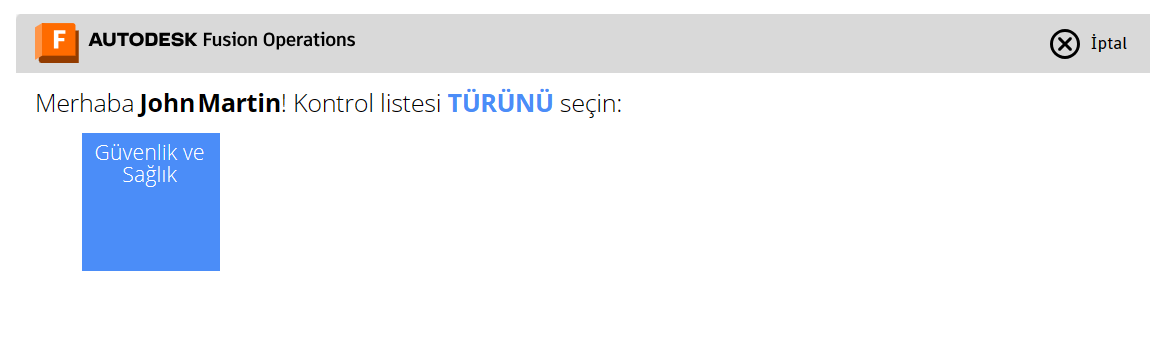 F AUTODESK Fusion Operations
İptal
Merhaba John Martin! Kontrol listesi TÜRÜNÜ seçin:
Güvenlik ve
Sağlık